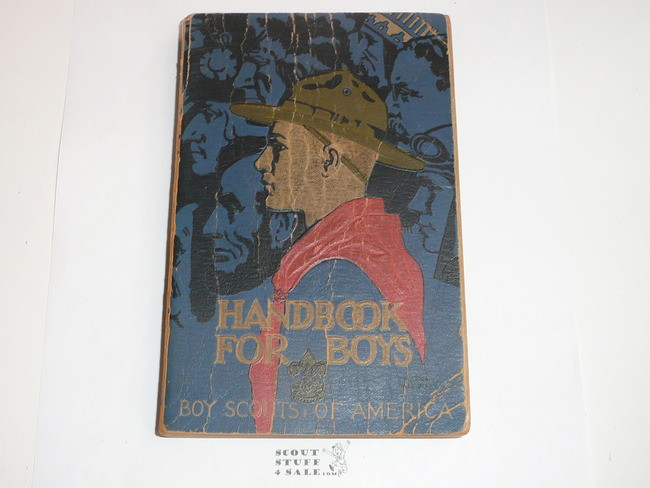 HANDBOOK
FOR BOYS
BOY SCOUTS OF AMERICA
SCOUT
STUFF
4 SALE.COM